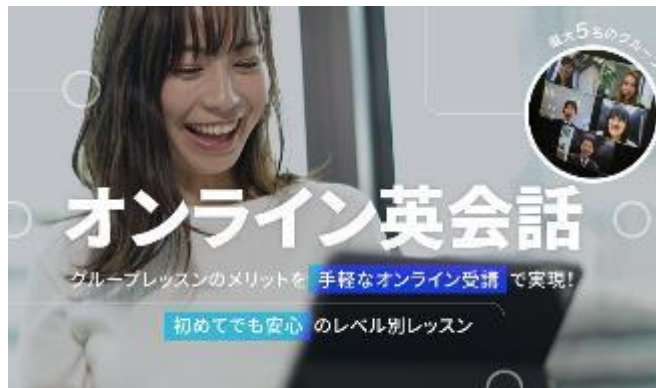 最大5名のグループ
オンライン英会話
グループレッスンのメリットを 手軽なオンライン受講 で実現!
初めてでも安心 のレベル別レッスン